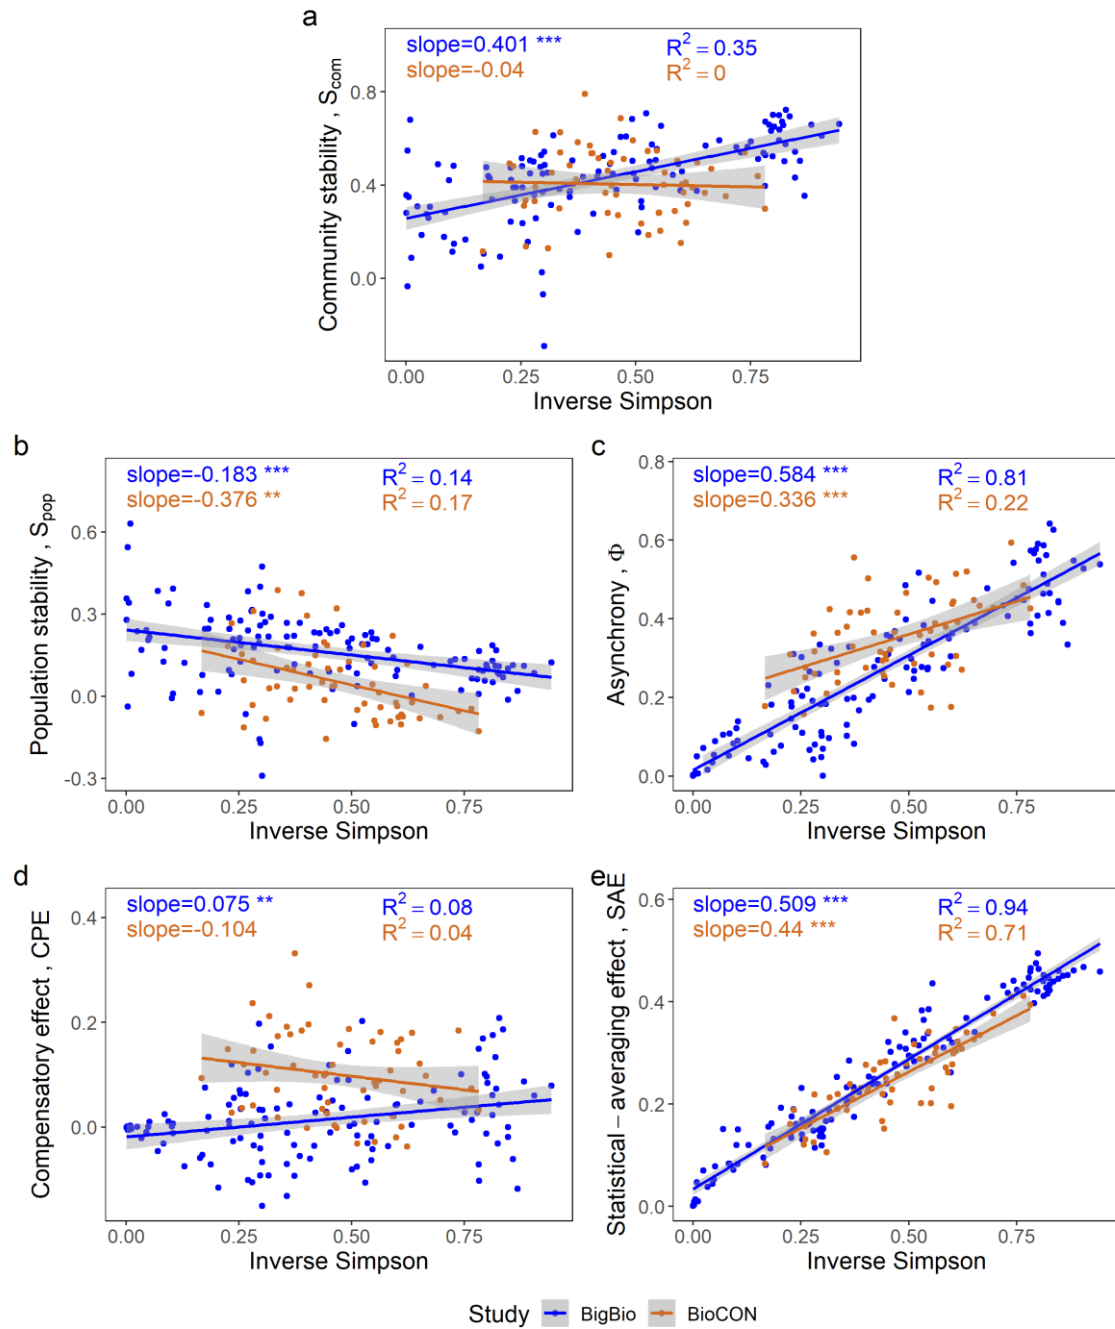 a
slope=0.401 *** R² = 0.35
slope=-0.04 R² = 0
Community stability , S_com
0.8
0.4
0.0
0.00 0.25 0.50 0.75
Inverse Simpson
b
slope=-0.183 *** R² = 0.14
slope=-0.376 ** R² = 0.17
Population stability , S_pop
0.6
0.3
0.0
-0.3
0.00 0.25 0.50 0.75
Inverse Simpson
c
slope=0.584 *** R² = 0.81
slope=0.336 *** R² = 0.22
Asynchrony , Φ
0.8
0.6
0.4
0.2
0.0
0.00 0.25 0.50 0.75
Inverse Simpson
d
slope=0.075 ** R² = 0.08
slope=-0.104 R² = 0.04
Compensatory effect , CPE
0.4
0.2
0.0
0.00 0.25 0.50 0.75
Inverse Simpson
e
slope=0.509 *** R² = 0.94
slope=0.44 *** R² = 0.71
Statistical – averaging effect , SAE
0.6
0.4
0.2
0.0
0.00 0.25 0.50 0.75
Inverse Simpson
Study BigBio BioCON